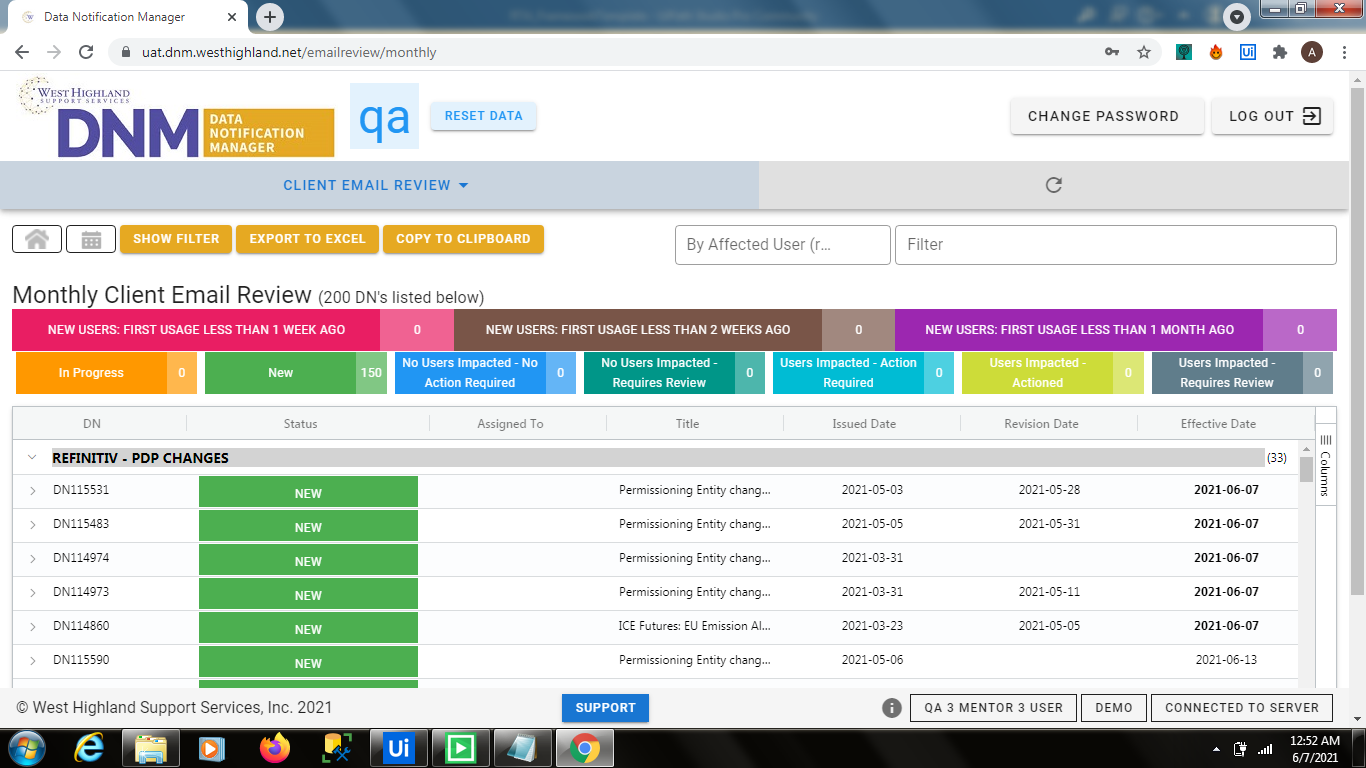 Data Notification Manager
uat.dnm.westhighland.net/emailreview/monthly
Ui
A
WEST HIGHLAND
SUPPORT SERVICES
DNM DATA NOTIFICATION MANAGER
qa
RESET DATA
CHANGE PASSWORD
LOG OUT
CLIENT EMAIL REVIEW
SHOW FILTER
EXPORT TO EXCEL
COPY TO CLIPBOARD
By Affected User (r...
Filter
Monthly Client Email Review (200 DN's listed below)
NEW USERS: FIRST USAGE LESS THAN 1 WEEK AGO 0
NEW USERS: FIRST USAGE LESS THAN 2 WEEKS AGO 0
NEW USERS: FIRST USAGE LESS THAN 1 MONTH AGO 0
In Progress 0
New 150
No Users Impacted - No Action Required 0
No Users Impacted - Requires Review 0
Users Impacted - Action Required 0
Users Impacted - Actioned 0
Users Impacted - Requires Review 0
DN Status Assigned To Title Issued Date Revision Date Effective Date
Columns
REFINITIV - PDP CHANGES (33)
DN115531 NEW Permissioning Entity chang... 2021-05-03 2021-05-28 2021-06-07
DN115483 NEW Permissioning Entity chang... 2021-05-05 2021-05-31 2021-06-07
DN114974 NEW Permissioning Entity chang... 2021-03-31 2021-06-07
DN114973 NEW Permissioning Entity chang... 2021-03-31 2021-05-11 2021-06-07
DN114860 NEW ICE Futures: EU Emission Al... 2021-03-23 2021-05-05 2021-06-07
DN115590 NEW Permissioning Entity chang... 2021-05-06 2021-06-13
© West Highland Support Services, Inc. 2021
SUPPORT
QA 3 MENTOR 3 USER
DEMO
CONNECTED TO SERVER
Ui
12:52 AM
6/7/2021